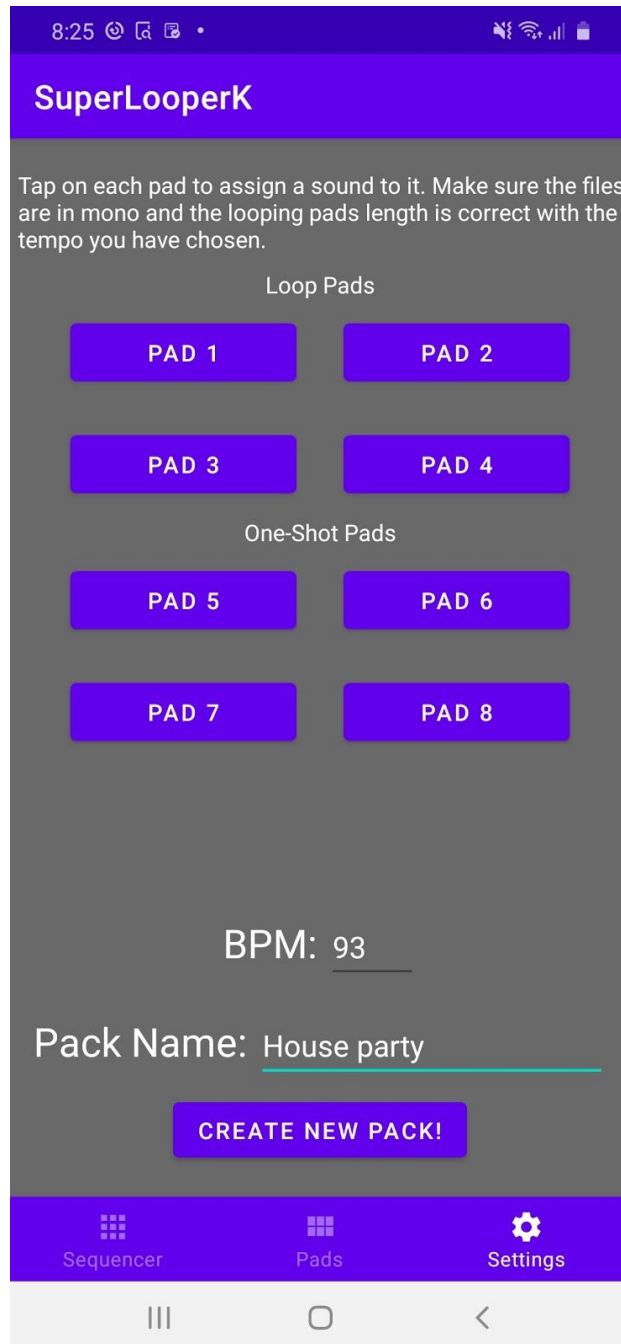 8:25
SuperLooperK
Tap on each pad to assign a sound to it. Make sure the files
are in mono and the looping pads length is correct with the
tempo you have chosen.
Loop Pads
PAD 1 PAD 2
PAD 3 PAD 4
One-Shot Pads
PAD 5 PAD 6
PAD 7 PAD 8
BPM: 93
Pack Name: House party
CREATE NEW PACK!
Sequencer Pads Settings